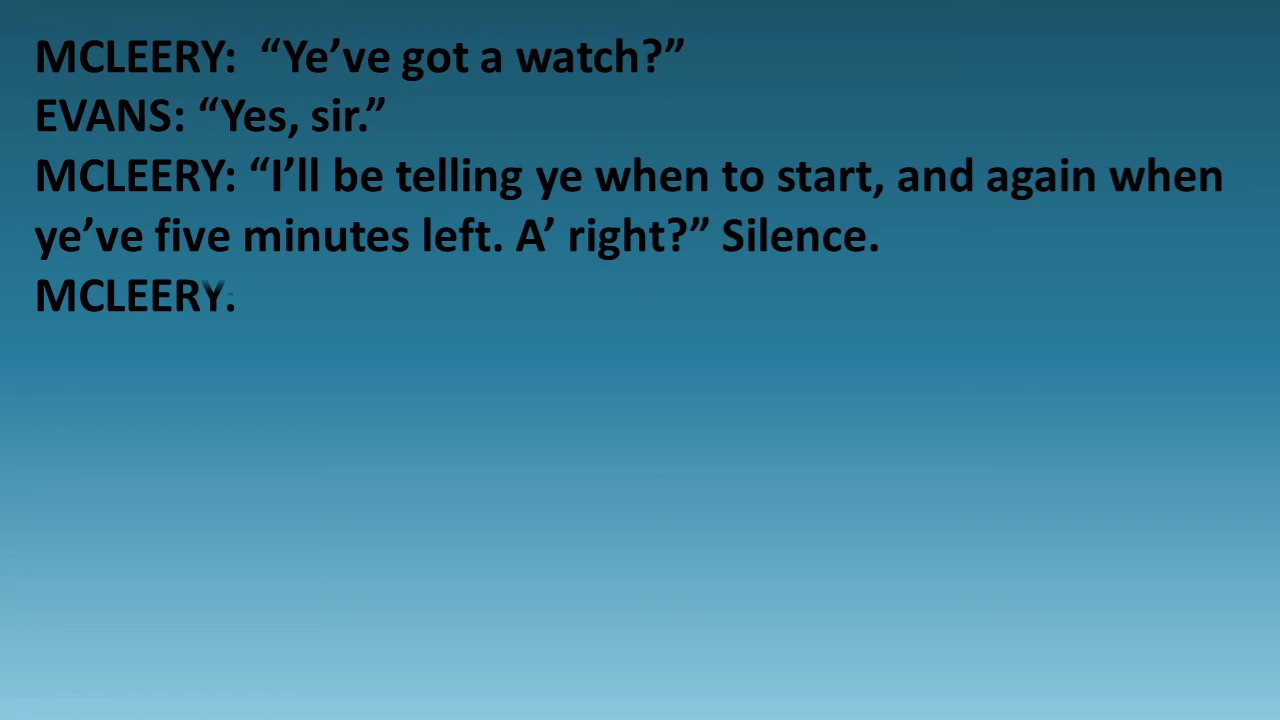 MCLEERY:  “Ye’ve got a watch?”
EVANS: “Yes, sir.”
MCLEERY: “I’ll be telling ye when to start, and again when
ye’ve five minutes left. A’ right?” Silence.
MCLEERY: